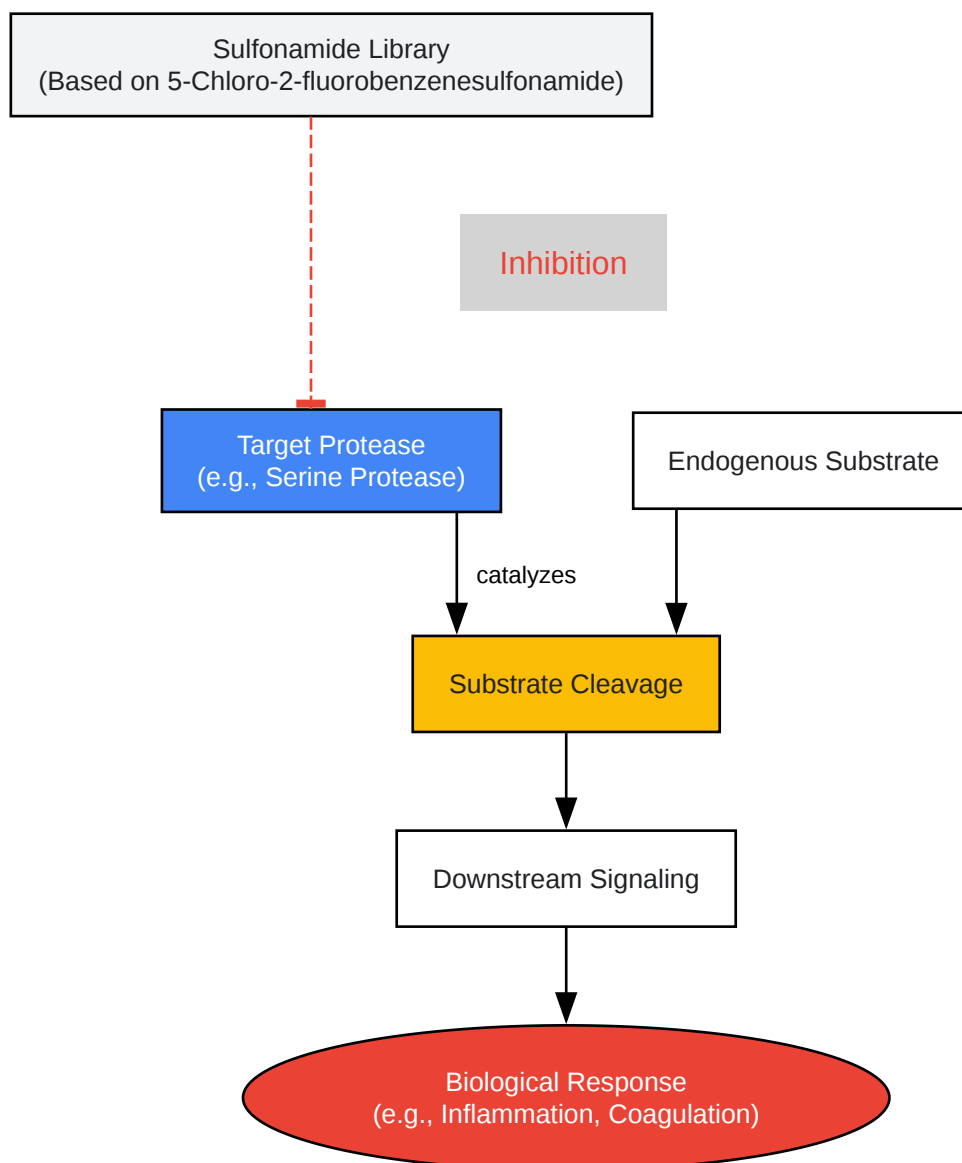 Sulfonamide Library
(Based on 5-Chloro-2-fluorobenzenesulfonamide)
Inhibition
Target Protease
(e.g., Serine Protease)
Endogenous Substrate
catalyzes
Substrate Cleavage
Downstream Signaling
Biological Response
(e.g., Inflammation, Coagulation)